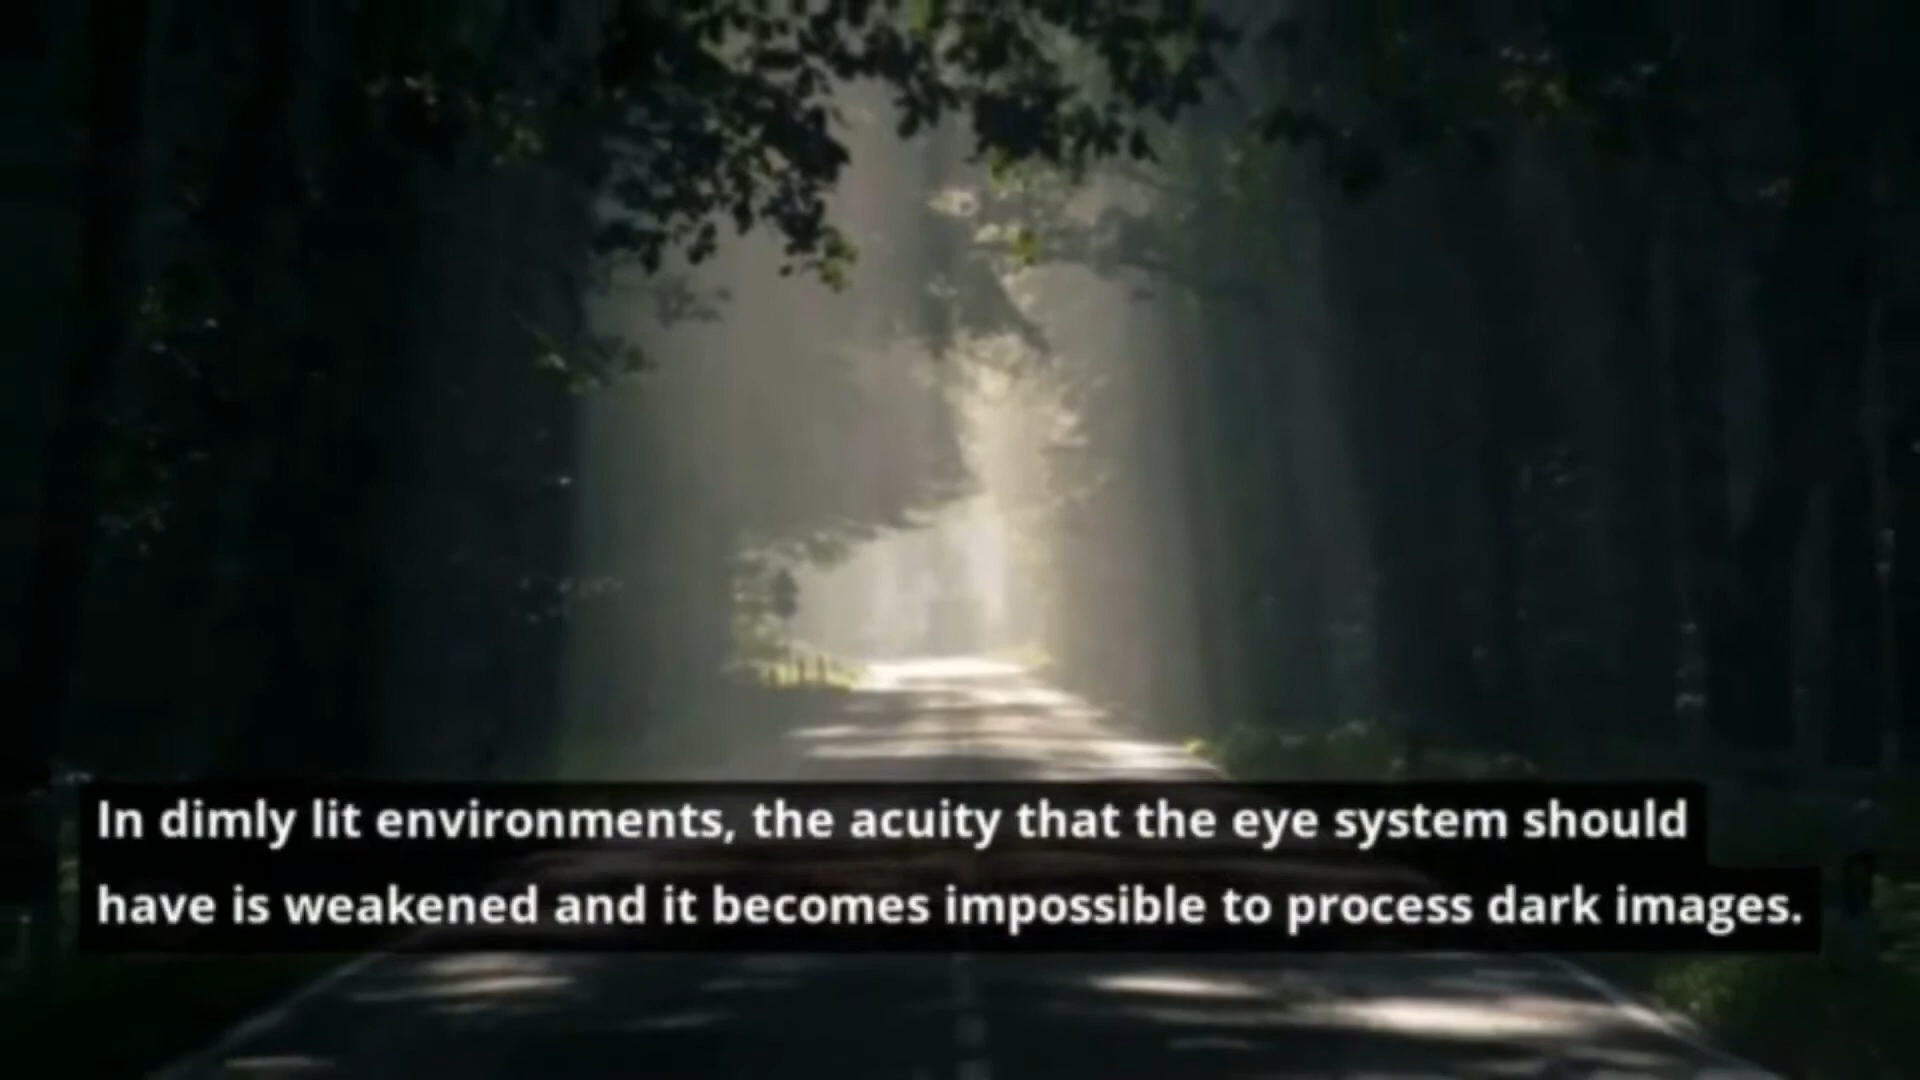 In dimly lit environments, the acuity that the eye system should
have is weakened and it becomes impossible to process dark images.